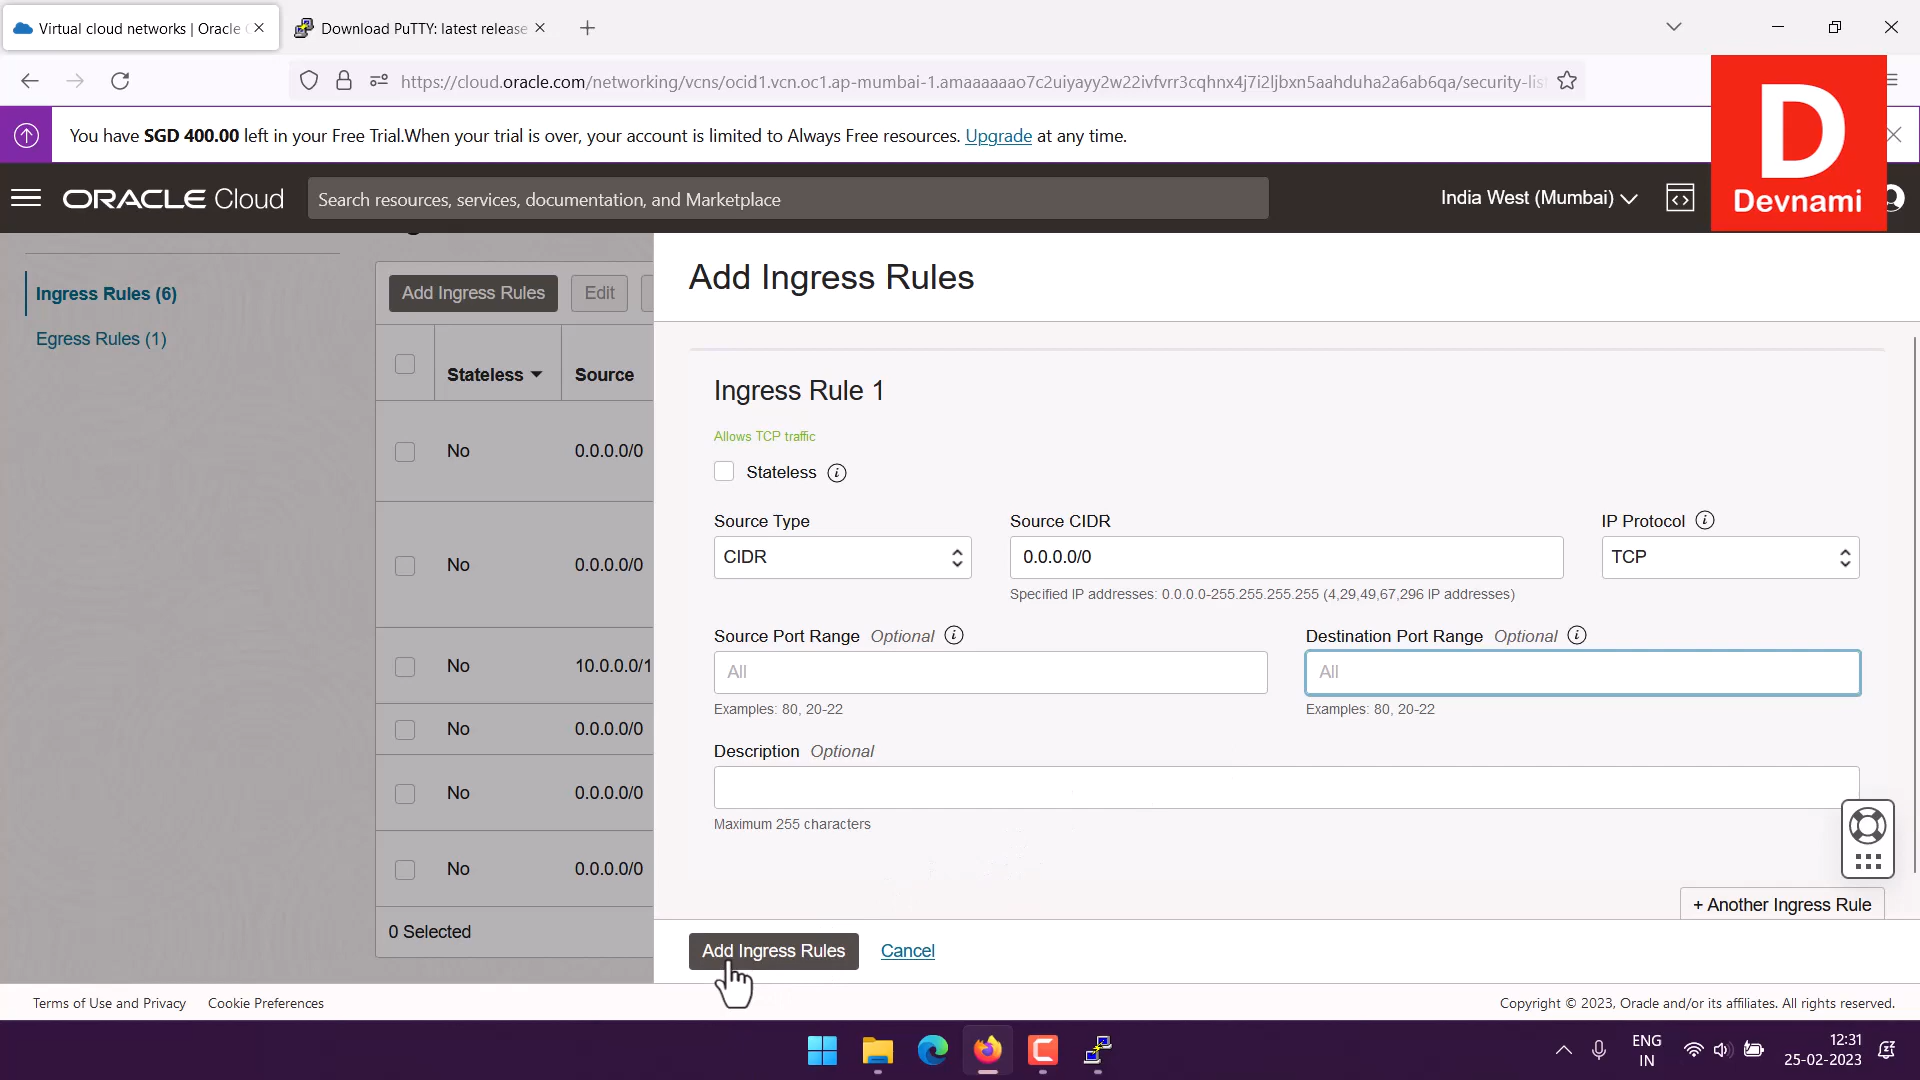 Virtual cloud networks | Oracle C
Download PuTTY: latest release
https://cloud.oracle.com/networking/vcns/ocid1.vcn.oc1.ap-mumbai-1.amaaaaaao7c2uiyayy2w22ivfvrr3cqhnx4j7i2ljbxn5aahduha2a6ab6qa/security-list
You have SGD 400.00 left in your Free Trial.When your trial is over, your account is limited to Always Free resources. Upgrade at any time.
D
Devnami
ORACLE Cloud
Search resources, services, documentation, and Marketplace
India West (Mumbai)
Ingress Rules (6)
Egress Rules (1)
Add Ingress Rules
Edit
Stateless
Source
No
0.0.0.0/0
No
0.0.0.0/0
No
10.0.0.0/1
No
0.0.0.0/0
No
0.0.0.0/0
No
0.0.0.0/0
0 Selected
Add Ingress Rules
Ingress Rule 1
Allows TCP traffic
Stateless
Source Type
Source CIDR
IP Protocol
CIDR
0.0.0.0/0
TCP
Specified IP addresses: 0.0.0.0-255.255.255.255 (4,29,49,67,296 IP addresses)
Source Port Range Optional
Destination Port Range Optional
All
All
Examples: 80, 20-22
Examples: 80, 20-22
Description Optional
Maximum 255 characters
+ Another Ingress Rule
Add Ingress Rules
Cancel
Terms of Use and Privacy
Cookie Preferences
Copyright © 2023, Oracle and/or its affiliates. All rights reserved.
ENG
IN
12:31
25-02-2023